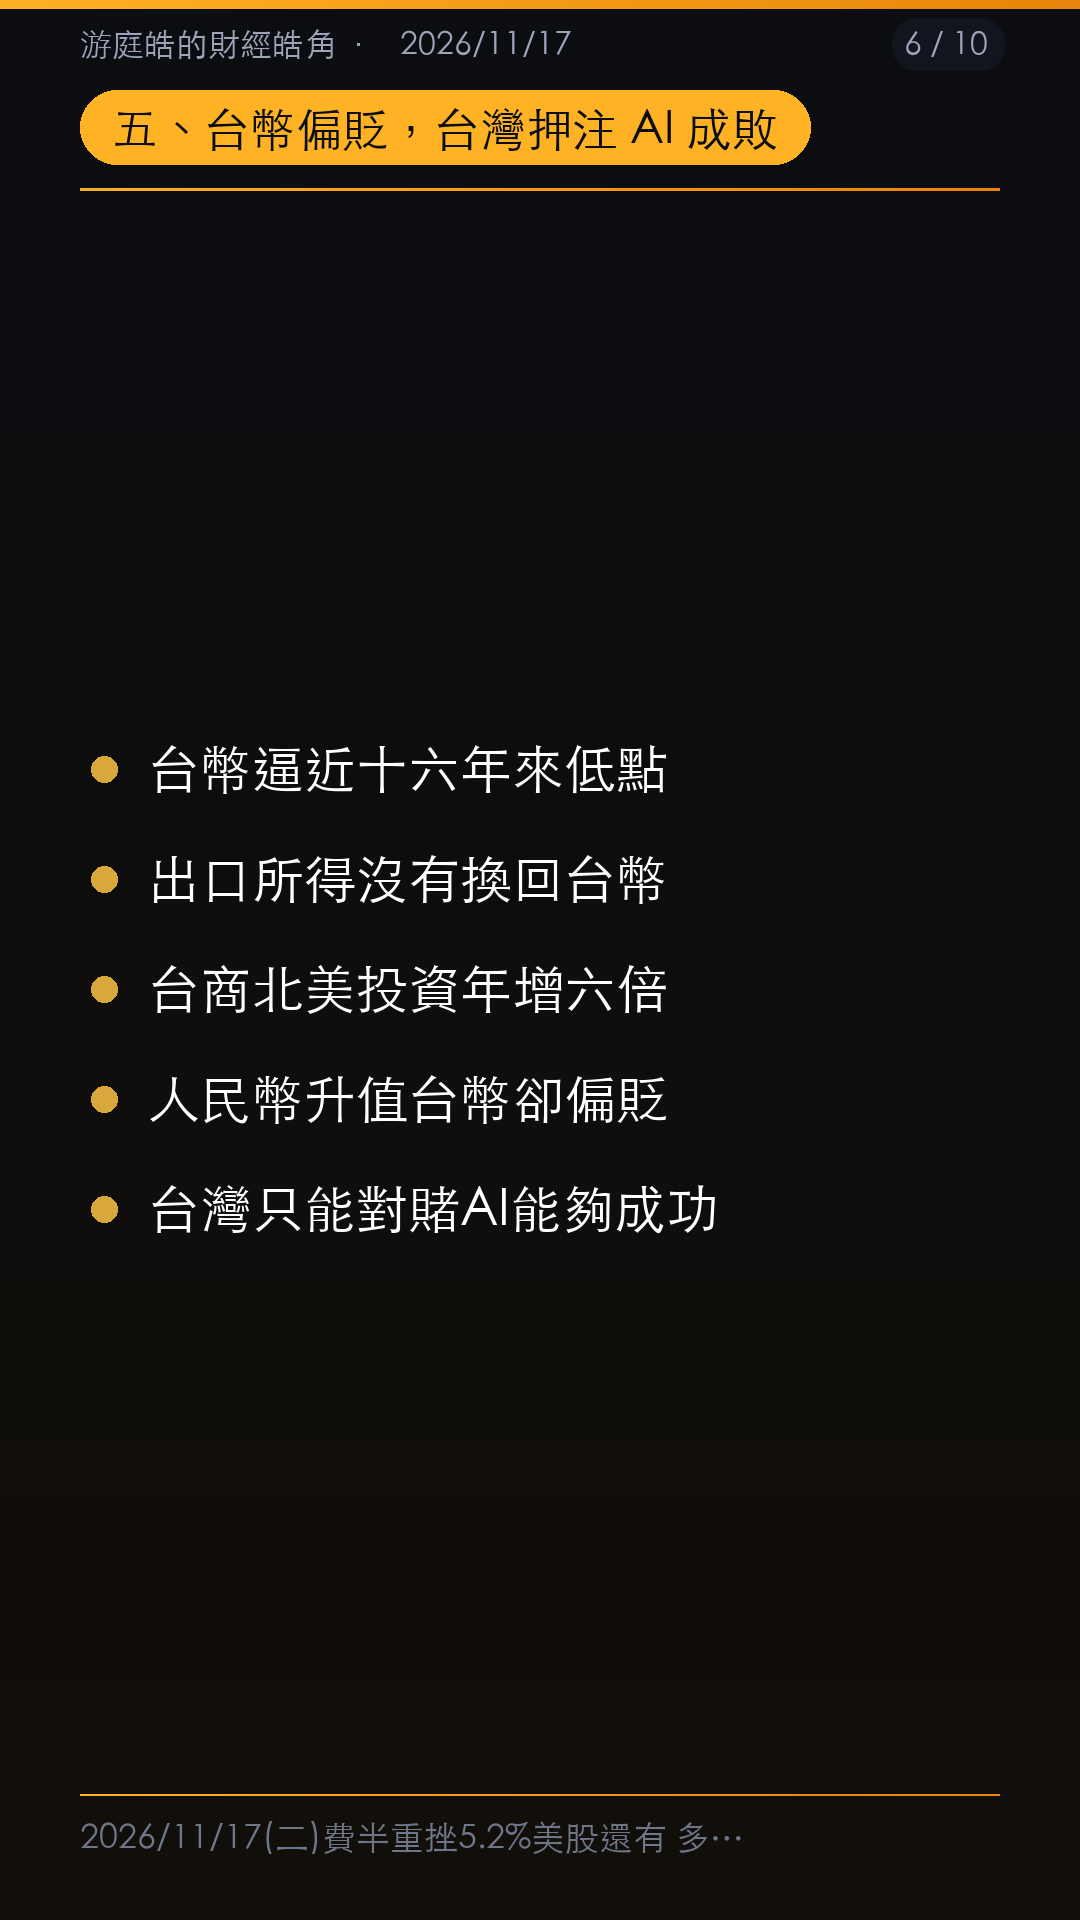 游庭皓的財經皓角 · 2026/11/17
6 / 10
五、台幣偏貶，台灣押注 AI 成敗
台幣逼近十六年來低點
出口所得沒有換回台幣
台商北美投資年增六倍
人民幣升值台幣卻偏貶
台灣只能對賭AI能夠成功
2026/11/17(二)費半重挫5.2%美股還有 多⋯